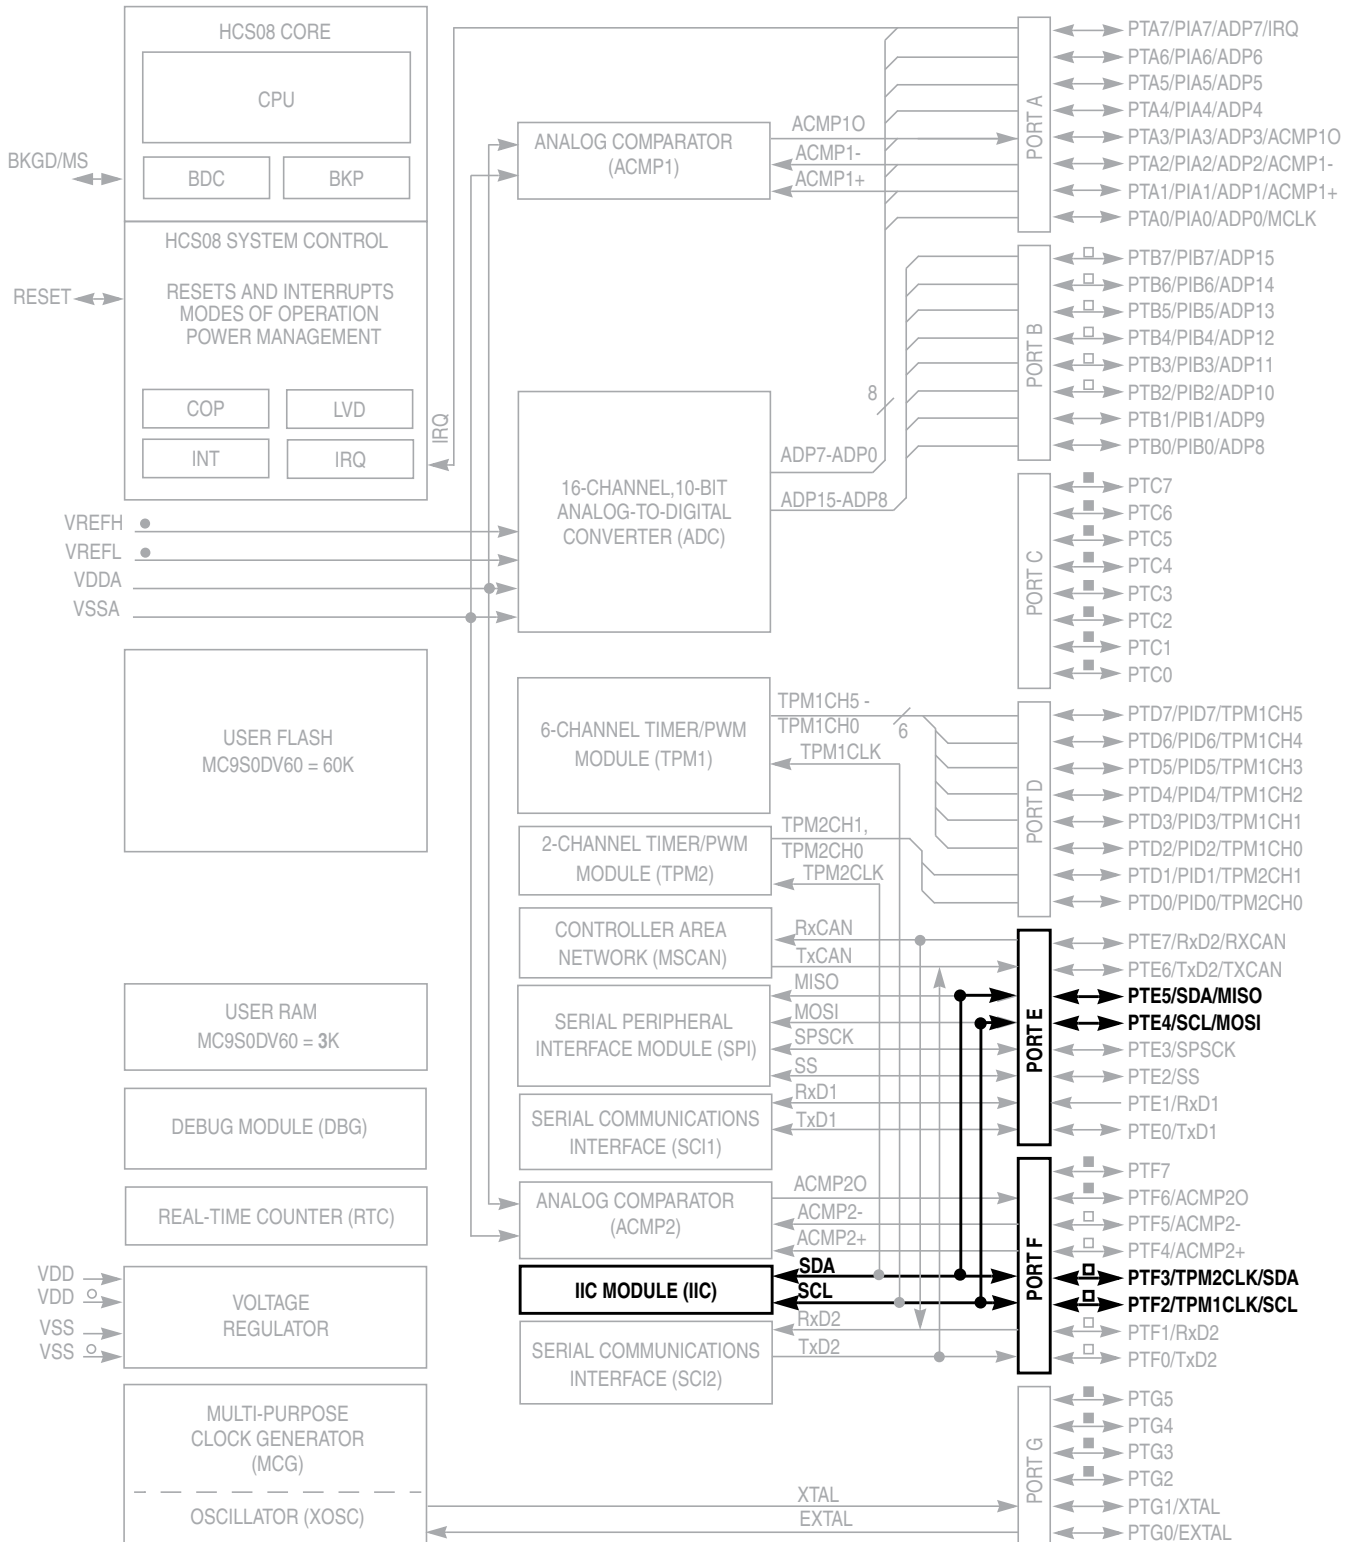 HCS08 CORE
CPU
BKGD/MS
BDC
BKP
HCS08 SYSTEM CONTROL
RESET
RESETS AND INTERRUPTS
MODES OF OPERATION
POWER MANAGEMENT
COP
LVD
INT
IRQ
IRQ
VREFH
VREFL
VDDA
VSSA
USER FLASH
MC9S0DV60 = 60K
USER RAM
MC9S0DV60 = 3K
DEBUG MODULE (DBG)
REAL-TIME COUNTER (RTC)
VDD
VDD
VSS
VSS
VOLTAGE
REGULATOR
MULTI-PURPOSE
CLOCK GENERATOR
(MCG)
OSCILLATOR (XOSC)
ANALOG COMPARATOR
(ACMP1)
ACMP1O
ACMP1-
ACMP1+
8
16-CHANNEL,10-BIT
ANALOG-TO-DIGITAL
CONVERTER (ADC)
ADP7-ADP0
ADP15-ADP8
6-CHANNEL TIMER/PWM
MODULE (TPM1)
TPM1CH5 -
TPM1CH0
6
TPM1CLK
2-CHANNEL TIMER/PWM
MODULE (TPM2)
TPM2CH1,
TPM2CH0
TPM2CLK
CONTROLLER AREA
NETWORK (MSCAN)
RxCAN
TxCAN
SERIAL PERIPHERAL
INTERFACE MODULE (SPI)
MISO
MOSI
SPSCK
SS
SERIAL COMMUNICATIONS
INTERFACE (SCI1)
RxD1
TxD1
ANALOG COMPARATOR
(ACMP2)
ACMP2O
ACMP2-
ACMP2+
IIC MODULE (IIC)
SDA
SCL
SERIAL COMMUNICATIONS
INTERFACE (SCI2)
RxD2
TxD2
XTAL
EXTAL
PORT A
PTA7/PIA7/ADP7/IRQ
PTA6/PIA6/ADP6
PTA5/PIA5/ADP5
PTA4/PIA4/ADP4
PTA3/PIA3/ADP3/ACMP1O
PTA2/PIA2/ADP2/ACMP1-
PTA1/PIA1/ADP1/ACMP1+
PTA0/PIA0/ADP0/MCLK
PORT B
PTB7/PIB7/ADP15
PTB6/PIB6/ADP14
PTB5/PIB5/ADP13
PTB4/PIB4/ADP12
PTB3/PIB3/ADP11
PTB2/PIB2/ADP10
PTB1/PIB1/ADP9
PTB0/PIB0/ADP8
PORT C
PTC7
PTC6
PTC5
PTC4
PTC3
PTC2
PTC1
PTC0
PORT D
PTD7/PID7/TPM1CH5
PTD6/PID6/TPM1CH4
PTD5/PID5/TPM1CH3
PTD4/PID4/TPM1CH2
PTD3/PID3/TPM1CH1
PTD2/PID2/TPM1CH0
PTD1/PID1/TPM2CH1
PTD0/PID0/TPM2CH0
PORT E
PTE7/RxD2/RXCAN
PTE6/TxD2/TXCAN
PTE5/SDA/MISO
PTE4/SCL/MOSI
PTE3/SPSCK
PTE2/SS
PTE1/RxD1
PTE0/TxD1
PORT F
PTF7
PTF6/ACMP2O
PTF5/ACMP2-
PTF4/ACMP2+
PTF3/TPM2CLK/SDA
PTF2/TPM1CLK/SCL
PTF1/RxD2
PTF0/TxD2
PORT G
PTG5
PTG4
PTG3
PTG2
PTG1/XTAL
PTG0/EXTAL